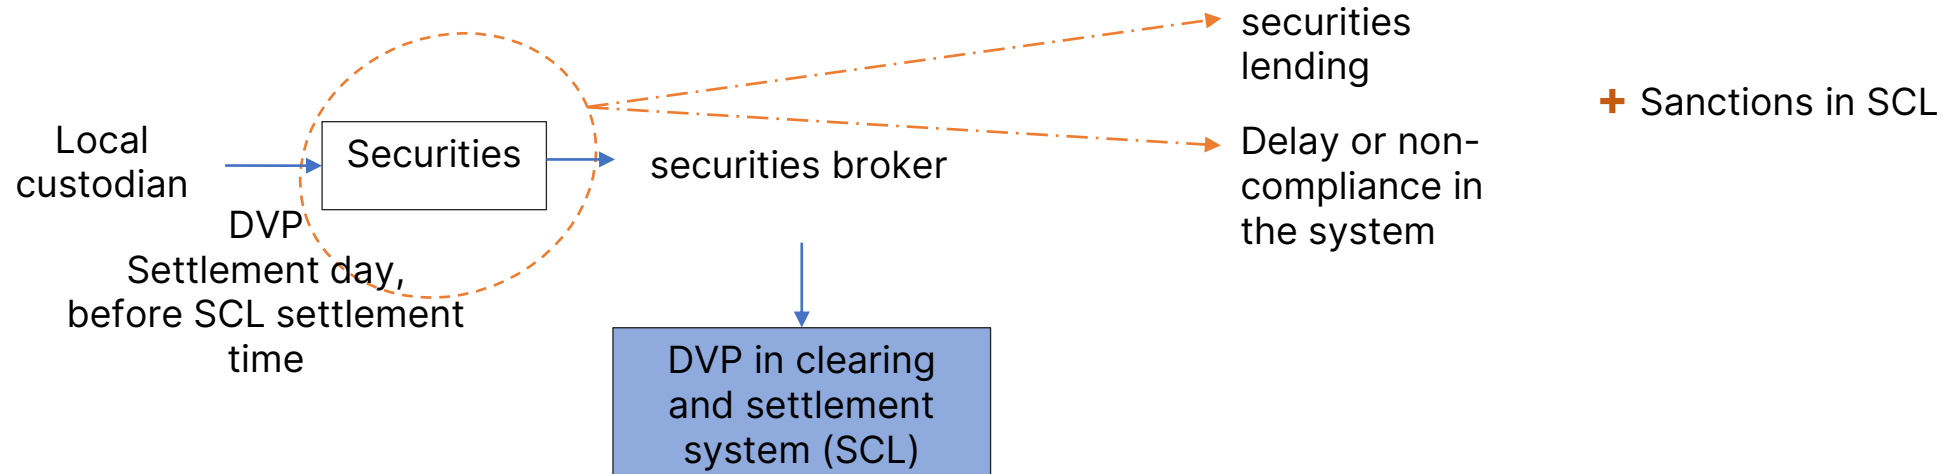 Local
custodian
DVP
Settlement day,
before SCL settlement
time
Securities
securities broker
DVP in clearing
and settlement
system (SCL)
securities
lending
Delay or non-
compliance in
the system
+ Sanctions in SCL